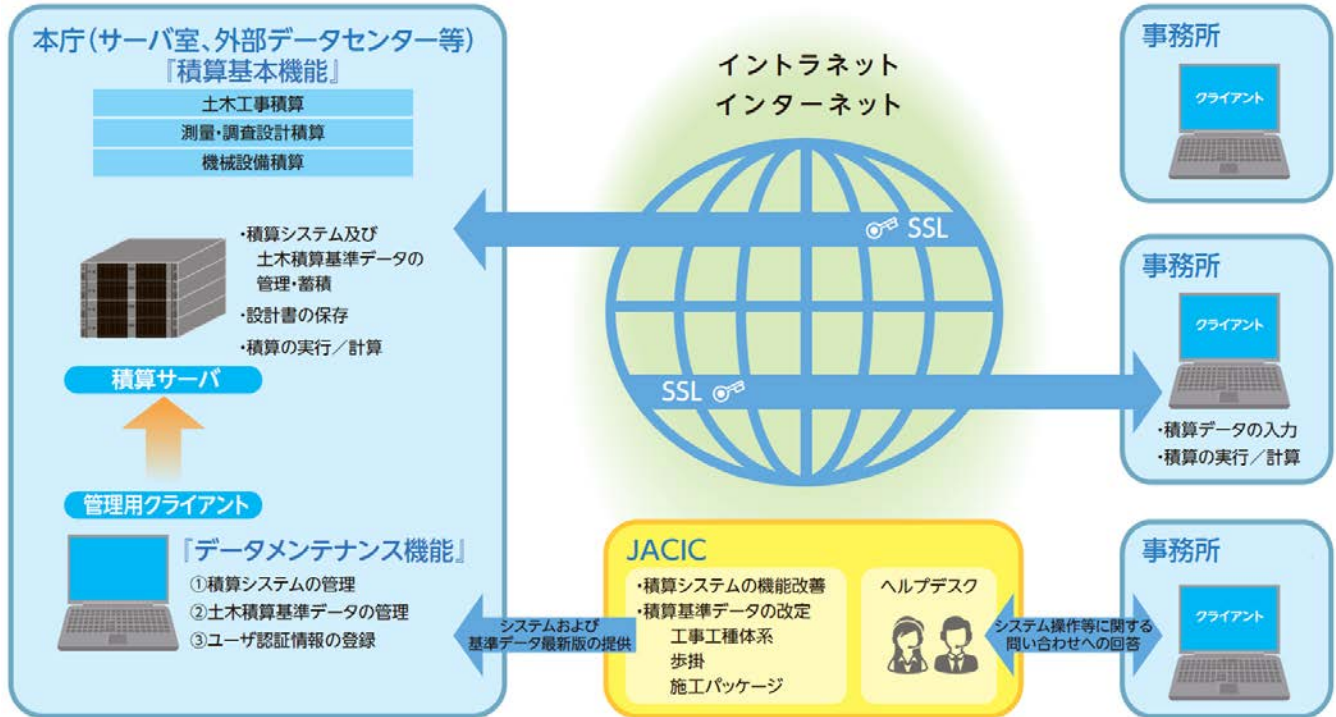 本庁(サーバ室、外部データセンター等)
『積算基本機能』
土木工事積算
測量・調査設計積算
機械設備積算
・積算システム及び
土木積算基準データの
管理・蓄積
・設計書の保存
・積算の実行／計算
積算サーバ
管理用クライアント
『データメンテナンス機能』
①積算システムの管理
②土木積算基準データの管理
③ユーザ認証情報の登録
イントラネット
インターネット
SSL
SSL
システムおよび
基準データ最新版の提供
JACIC
・積算システムの機能改善
・積算基準データの改定
工事工種体系
歩掛
施工パッケージ
ヘルプデスク
システム操作等に関する
問い合わせへの回答
事務所
クライアント
事務所
クライアント
・積算データの入力
・積算の実行／計算
事務所
クライアント